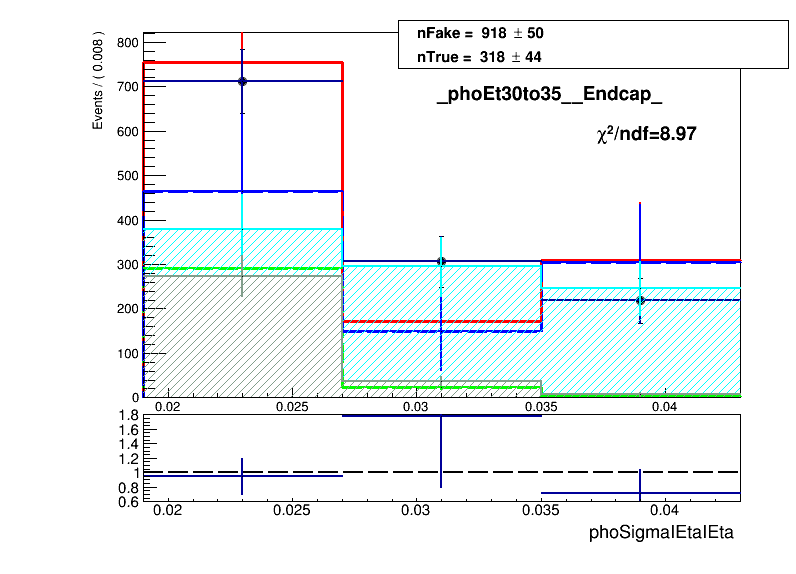 nFake = 918 ± 50
nTrue = 318 ± 44
_phoEt30to35__Endcap_
χ²/ndf=8.97
Events / ( 0.008 )
800
700
600
500
400
300
200
100
0
0.02 0.025 0.03 0.035 0.04
1.8
1.6
1.4
1.2
1
0.8
0.6
0.02 0.025 0.03 0.035 0.04
phoSigmaIEtaIEta